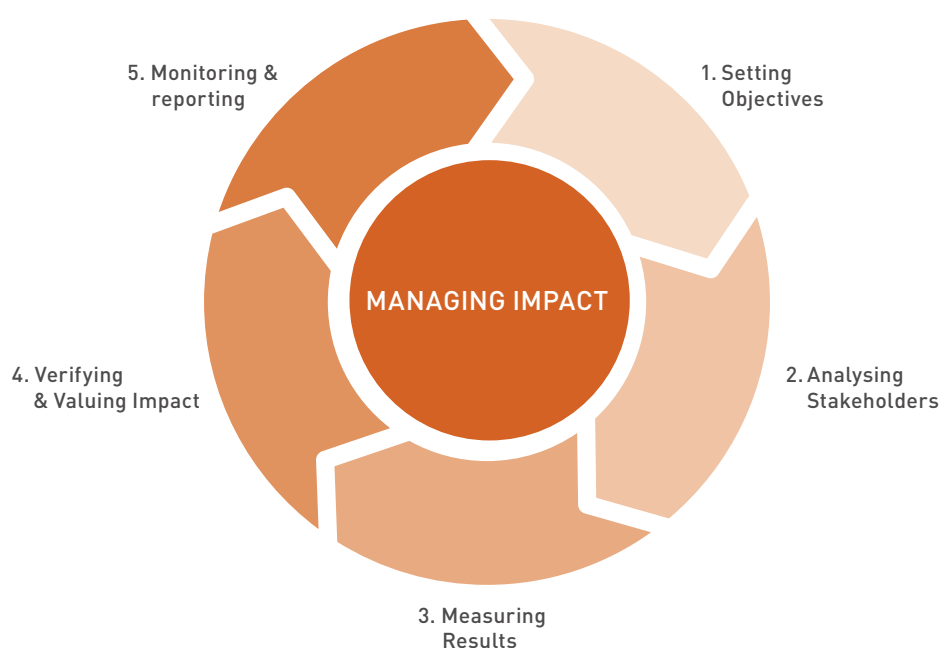 1. Setting
Objectives
2. Analysing
Stakeholders
3. Measuring
Results
4. Verifying
& Valuing Impact
5. Monitoring &
reporting
MANAGING IMPACT